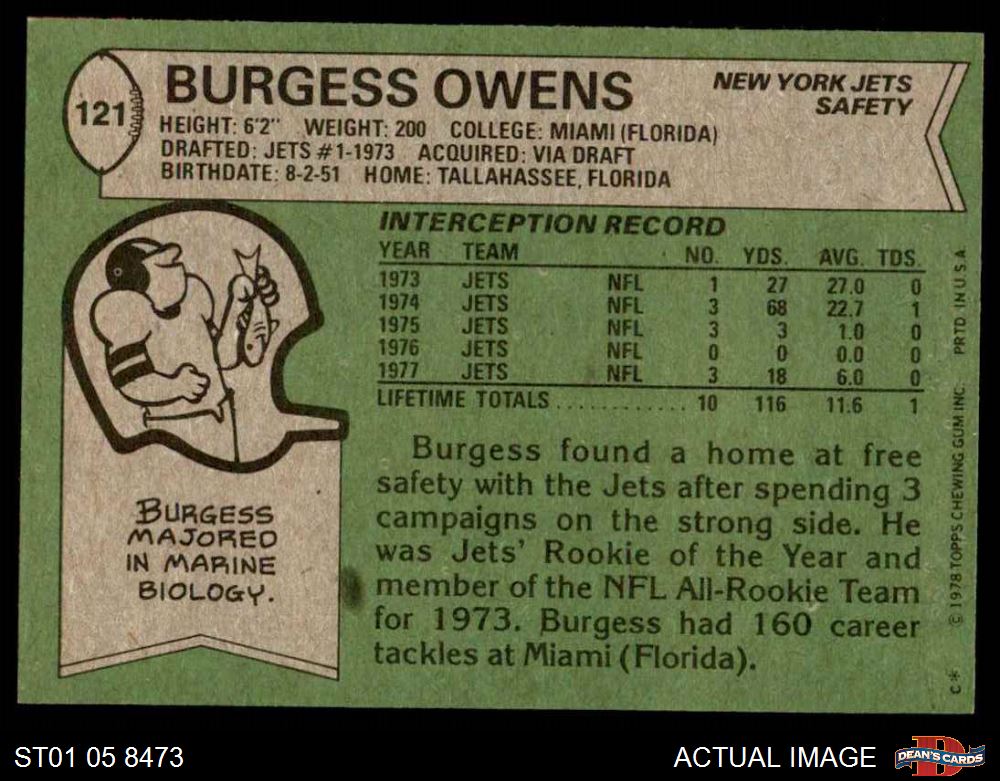 121
BURGESS OWENS
NEW YORK JETS
SAFETY
HEIGHT: 6'2" WEIGHT: 200 COLLEGE: MIAMI (FLORIDA)
DRAFTED: JETS #1-1973 ACQUIRED: VIA DRAFT
BIRTHDATE: 8-2-51 HOME: TALLAHASSEE, FLORIDA
INTERCEPTION RECORD
YEAR TEAM NO. YDS. AVG. TDS.
1973 JETS NFL 1 27 27.0 0
1974 JETS NFL 3 68 22.7 1
1975 JETS NFL 3 3 1.0 0
1976 JETS NFL 0 0 0.0 0
1977 JETS NFL 3 18 6.0 0
LIFETIME TOTALS ............ 10 116 11.6 1
Burgess found a home at free
safety with the Jets after spending 3
campaigns on the strong side. He
was Jets' Rookie of the Year and
member of the NFL All-Rookie Team
for 1973. Burgess had 160 career
tackles at Miami (Florida).
BURGESS
MAJORED
IN MARINE
BIOLOGY.
C* © 1978 TOPPS CHEWING GUM INC. PRTD IN U.S.A.
ST01 05 8473
ACTUAL IMAGE
D
DEAN'S CARDS